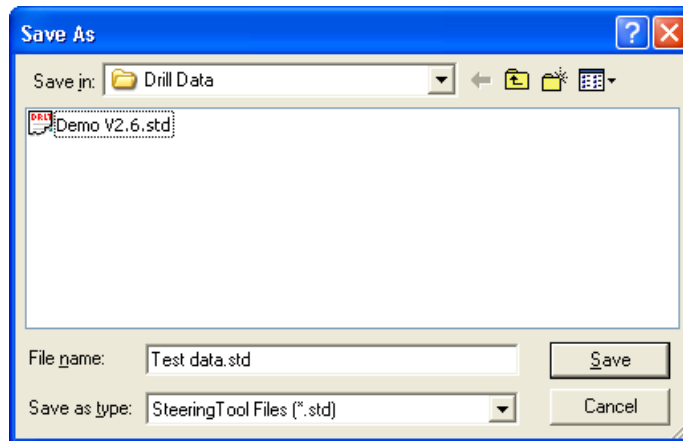 Save As
Save in: Drill Data
DRLT
Demo V2.6.std
File name: Test data.std
Save
Save as type: SteeringTool Files (*.std)
Cancel